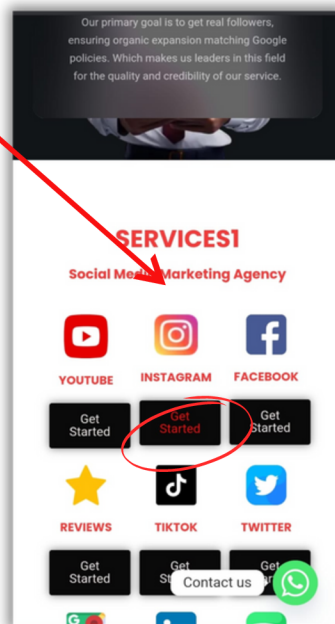 Our primary goal is to get real followers,
ensuring organic expansion matching Google
policies. Which makes us leaders in this field
for the quality and credibility of our service.
SERVICES1
Social Media Marketing Agency
YOUTUBE INSTAGRAM FACEBOOK
Get Started Get Started Get Started
REVIEWS TIKTOK TWITTER
Get Started Get
Contact us